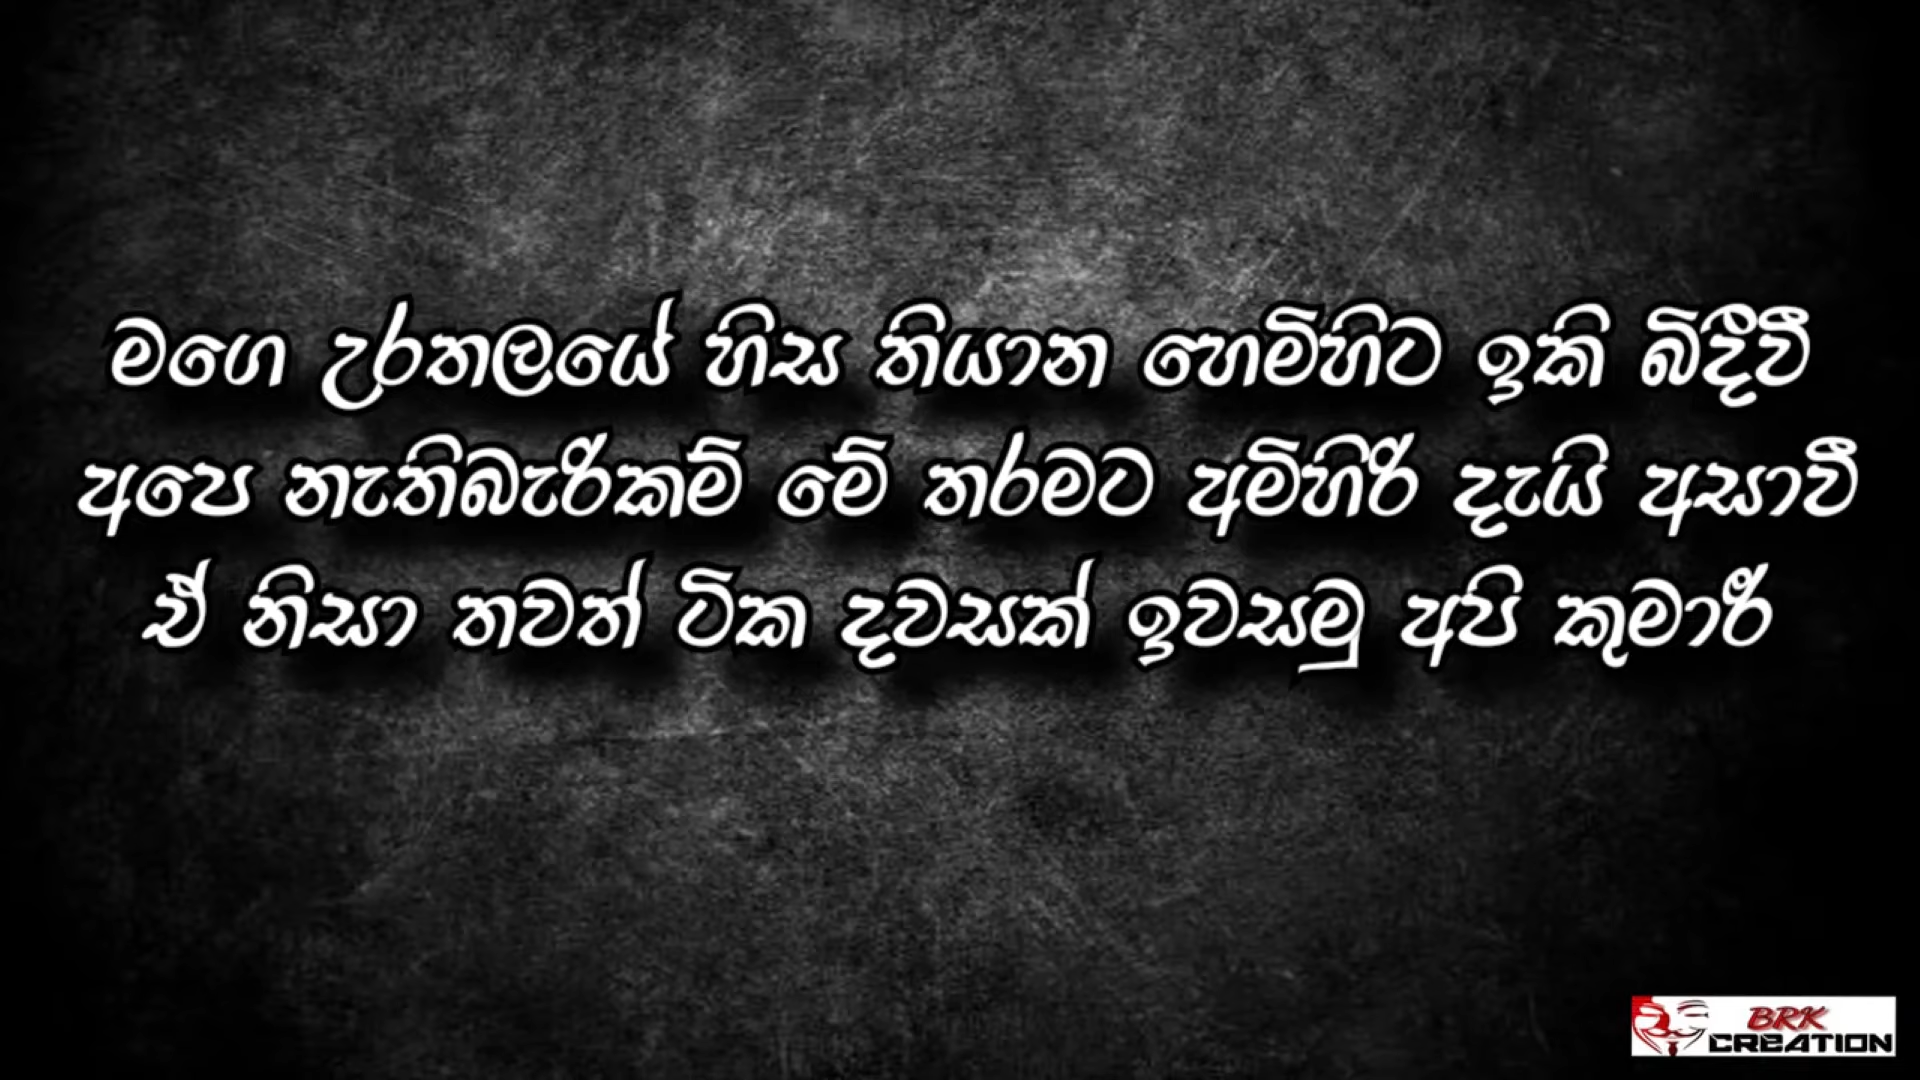 මගෙ උරතලයේ හිස තියාන හෙමිහිට ඉකි බිදීවී
අපෙ නැතිබැරිකම් මේ තරමට අමිහිරි දැයි අසාවී
ඒ නිසා තවත් ටික දවසක් ඉවසමු අපි කුමාරී
BRK
CREATION